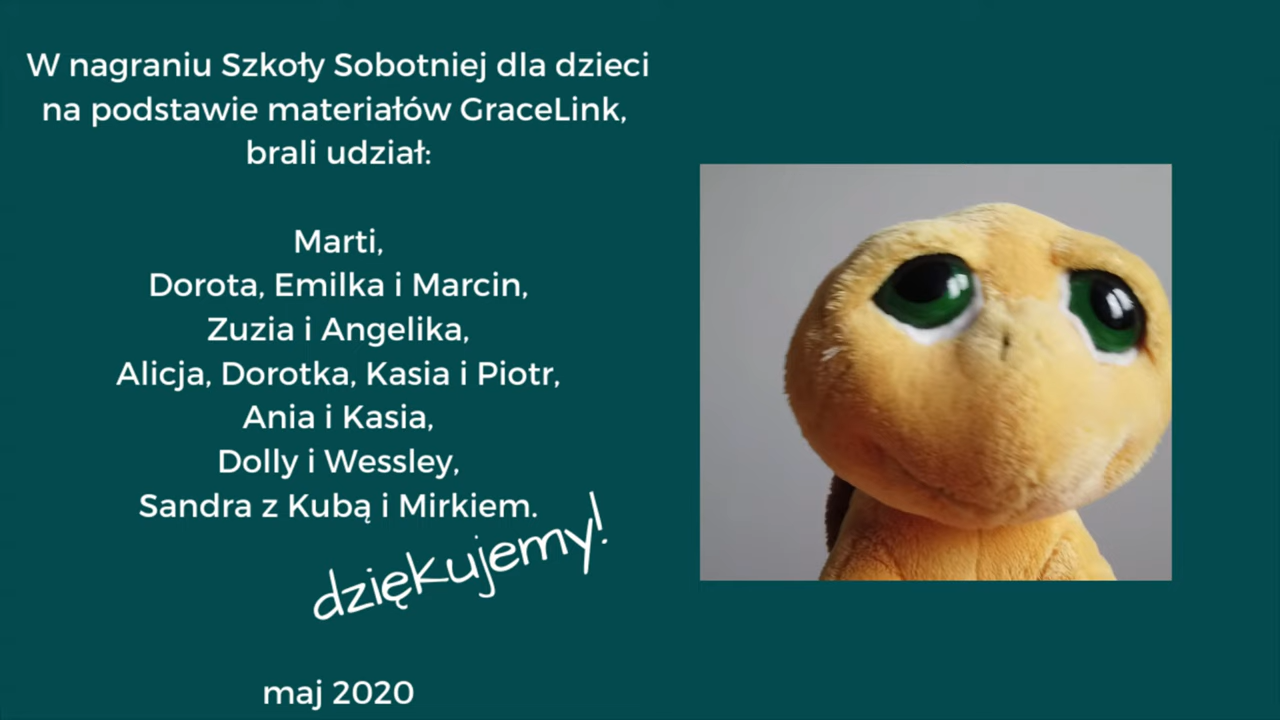 W nagraniu Szkoły Sobotniej dla dzieci
na podstawie materiałów GraceLink,
brali udział:
Marti,
Dorota, Emilka i Marcin,
Zuzia i Angelika,
Alicja, Dorotka, Kasia i Piotr,
Ania i Kasia,
Dolly i Wessley,
Sandra z Kubą i Mirkiem.
dziękujemy!
maj 2020